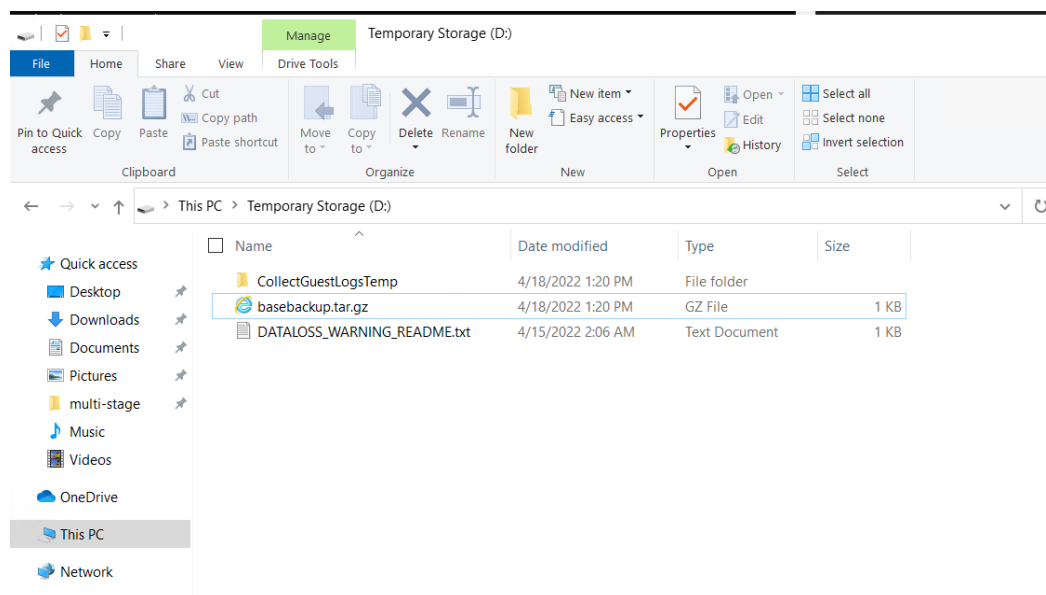 Manage Temporary Storage (D:)
File Home Share View Drive Tools
Pin to Quick access
Copy
Paste
Cut
Copy path
Paste shortcut
Clipboard
Move to
Copy to
Delete
Rename
Organize
New folder
New item
Easy access
New
Properties
Open
Edit
History
Open
Select all
Select none
Invert selection
Select
This PC > Temporary Storage (D:)
Name Date modified Type Size
CollectGuestLogsTemp 4/18/2022 1:20 PM File folder
basebackup.tar.gz 4/18/2022 1:20 PM GZ File 1 KB
DATALOSS_WARNING_README.txt 4/15/2022 2:06 AM Text Document 1 KB
Quick access
Desktop
Downloads
Documents
Pictures
multi-stage
Music
Videos
OneDrive
This PC
Network